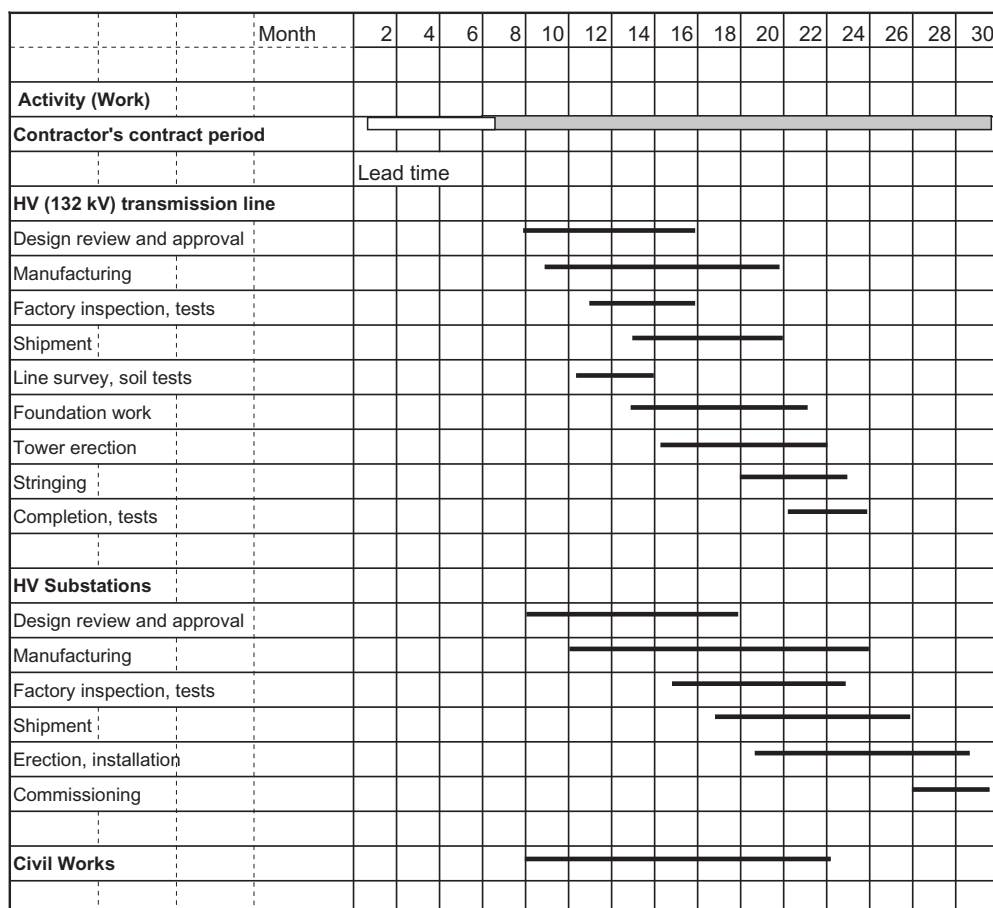 Month 2 4 6 8 10 12 14 16 18 20 22 24 26 28 30
Activity (Work)
Contractor's contract period
Lead time
HV (132 kV) transmission line
Design review and approval
Manufacturing
Factory inspection, tests
Shipment
Line survey, soil tests
Foundation work
Tower erection
Stringing
Completion, tests
HV Substations
Design review and approval
Manufacturing
Factory inspection, tests
Shipment
Erection, installation
Commissioning
Civil Works